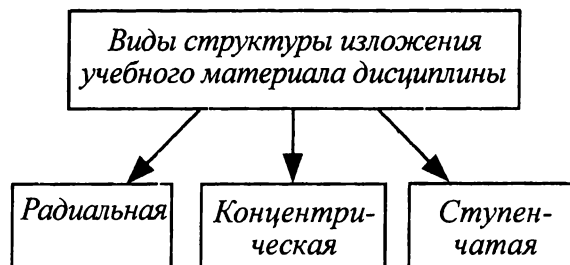 Виды структуры изложения
учебного материала дисциплины
Радиальная
Концентри-
ческая
Ступен-
чатая